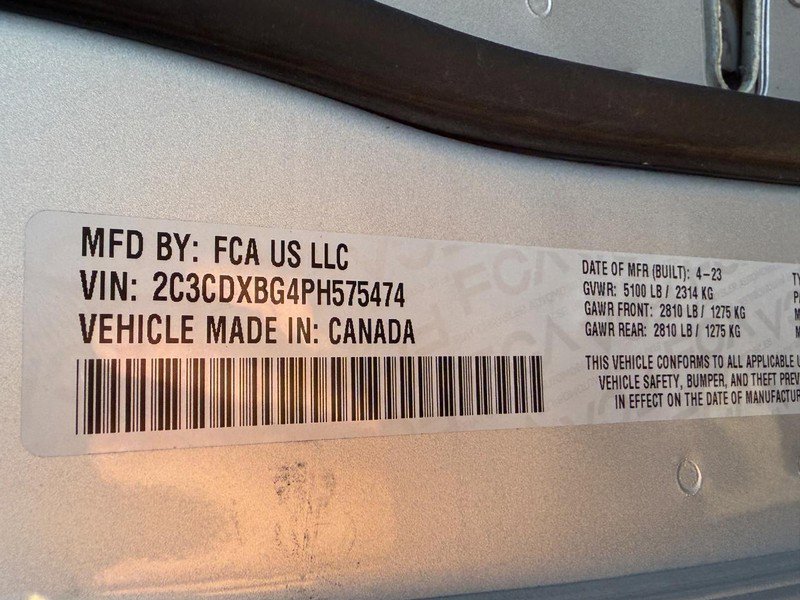 MFD BY: FCA US LLC
VIN: 2C3CDXBG4PH575474
VEHICLE MADE IN: CANADA
DATE OF MFR (BUILT): 4-23
GVWR: 5100 LB / 2314 KG
GAWR FRONT: 2810 LB / 1275 KG
GAWR REAR: 2810 LB / 1275 KG
THIS VEHICLE CONFORMS TO ALL APPLICABLE
VEHICLE SAFETY, BUMPER, AND THEFT
IN EFFECT ON THE DATE OF
FCA